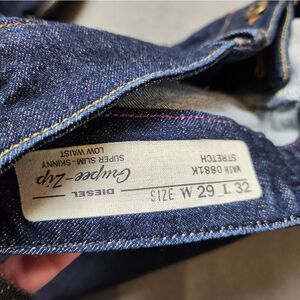 DIESEL
Grupee-Zip
SUPER SLIM-SKINNY
LOW WAIST
WASH 0881K
STRETCH
SIZE W 29 L 32